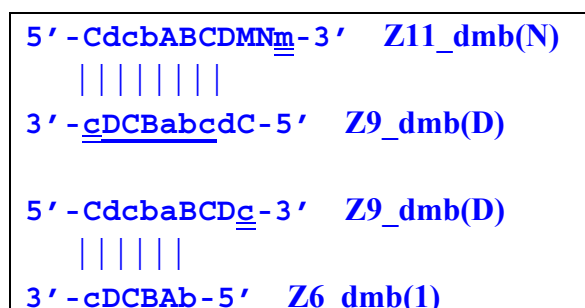 5’-CdcbABCDMNm-3’ Z11_dmb(N)
||||||||
3’-cDCBabcdC-5’ Z9_dmb(D)
5’-CdcbaBCDc-3’ Z9_dmb(D)
||||||
3’-cDCBAb-5’ Z6_dmb(1)